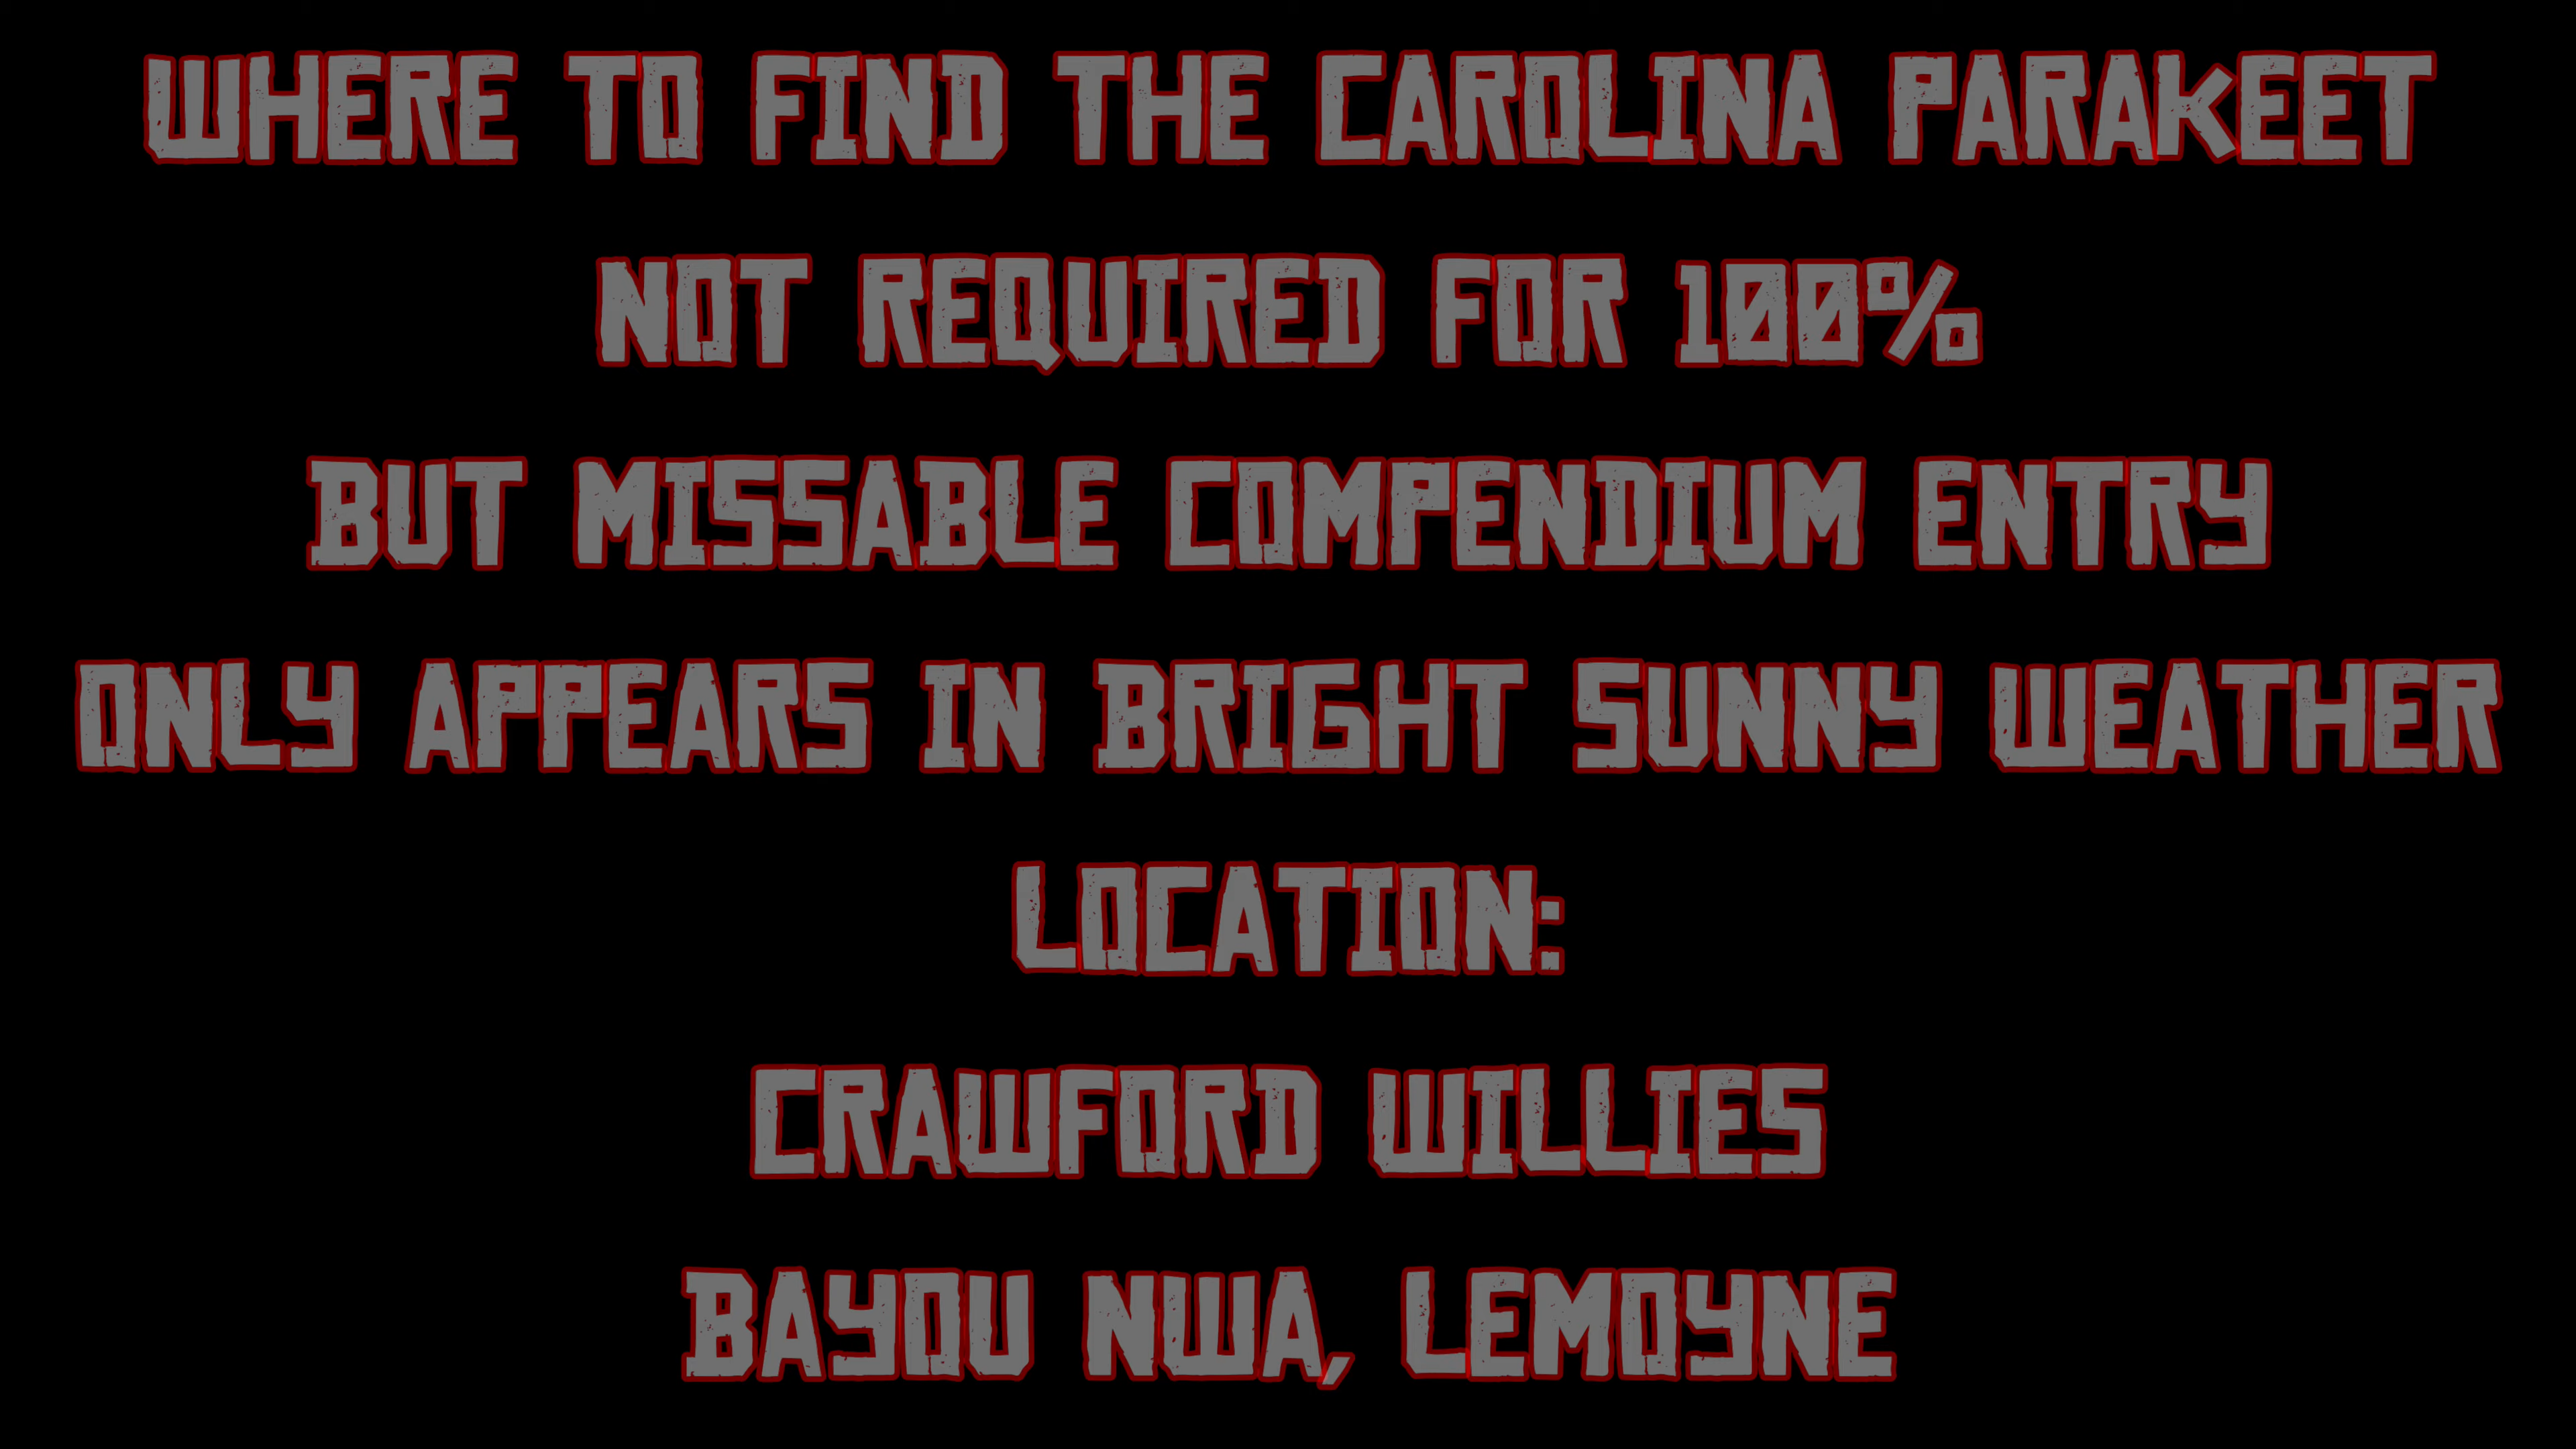 WHERE TO FIND THE CAROLINA PARAKEET
NOT REQUIRED FOR 100%
BUT MISSABLE COMPENDIUM ENTRY
ONLY APPEARS IN BRIGHT SUNNY WEATHER
LOCATION:
CRAWFORD WILLIES
BAYOU NWA, LEMOYNE